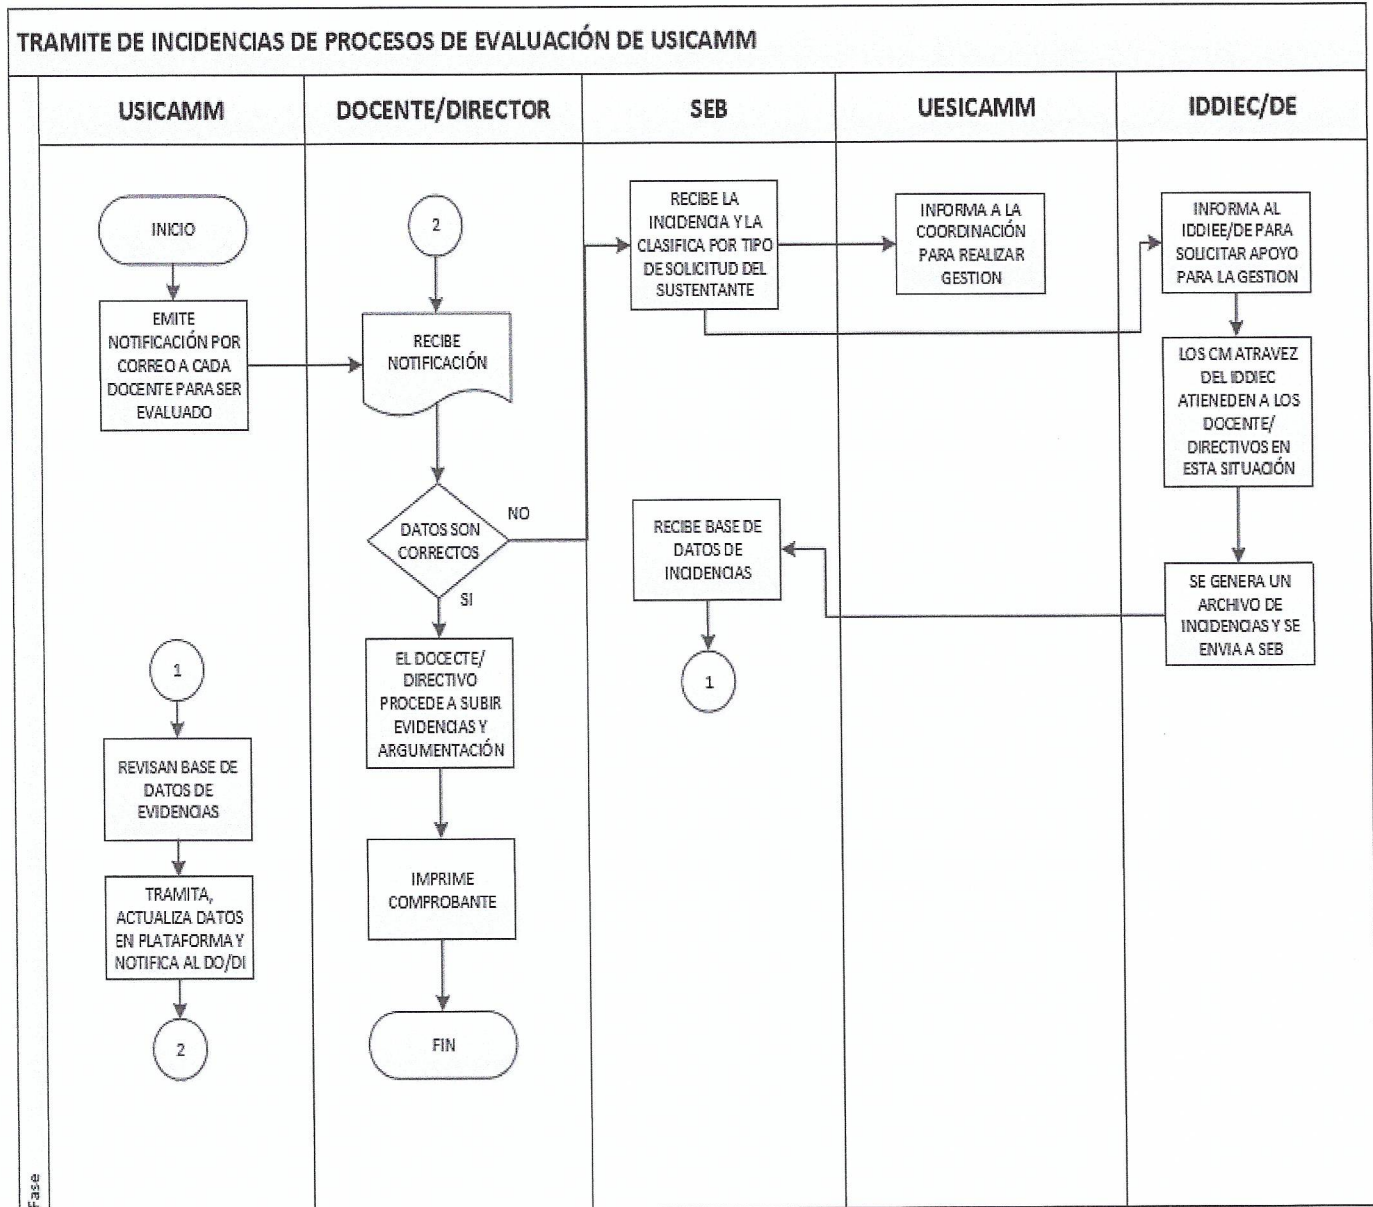 TRAMITE DE INCIDENCIAS DE PROCESOS DE EVALUACIÓN DE USICAMM
USICAMM
DOCENTE/DIRECTOR
SEB
UESICAMM
IDDIEC/DE
INICIO
EMITE
NOTIFICACIÓN POR
CORREO A CADA
DOCENTE PARA SER
EVALUADO
1
REVISAN BASE DE
DATOS DE
EVIDENCIAS
TRAMITA,
ACTUALIZA DATOS
EN PLATAFORMA Y
NOTIFICA AL DO/DI
2
2
RECIBE
NOTIFICACIÓN
DATOS SON
CORRECTOS
NO
SI
EL DOCECTE/
DIRECTIVO
PROCEDE A SUBIR
EVIDENCIAS Y
ARGUMENTACIÓN
IMPRIME
COMPROBANTE
FIN
RECIBE LA
INCIDENCIA Y LA
CLASIFICA POR TIPO
DE SOLICITUD DEL
SUSTENTANTE
RECIBE BASE DE
DATOS DE
INCIDENCIAS
1
INFORMA A LA
COORDINACIÓN
PARA REALIZAR
GESTION
INFORMA AL
IDDIEE/DE PARA
SOLICITAR APOYO
PARA LA GESTION
LOS CM ATRAVEZ
DEL IDDIEC
ATIENEDEN A LOS
DOCENTE/
DIRECTIVOS EN
ESTA SITUACIÓN
SE GENERA UN
ARCHIVO DE
INCIDENCIAS Y SE
ENVIA A SEB
Fase